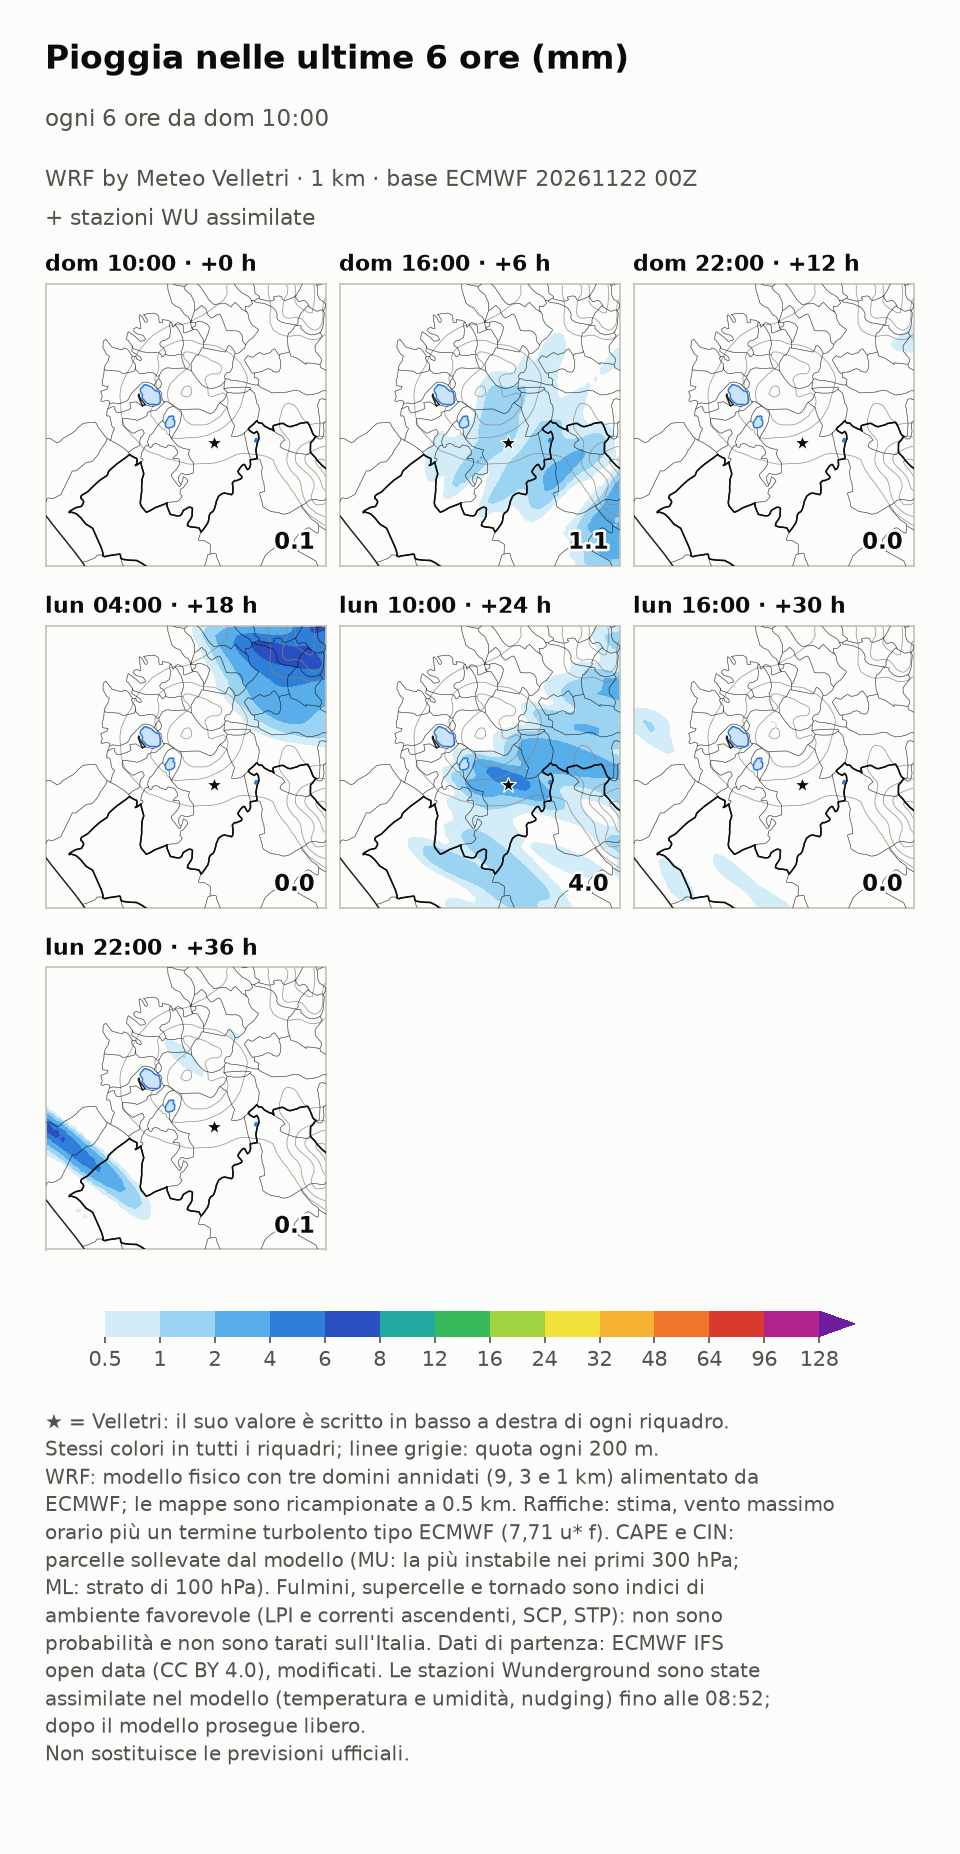 Pioggia nelle ultime 6 ore (mm)
ogni 6 ore da dom 10:00
WRF by Meteo Velletri · 1 km · base ECMWF 20261122 00Z
+ stazioni WU assimilate
dom 10:00 · +0 h
dom 16:00 · +6 h
dom 22:00 · +12 h
0.1
1.1
0.0
lun 04:00 · +18 h
lun 10:00 · +24 h
lun 16:00 · +30 h
0.0
4.0
0.0
lun 22:00 · +36 h
0.1
0.5 1 2 4 6 8 12 16 24 32 48 64 96 128
★ = Velletri: il suo valore è scritto in basso a destra di ogni riquadro.
Stessi colori in tutti i riquadri; linee grigie: quota ogni 200 m.
WRF: modello fisico con tre domini annidati (9, 3 e 1 km) alimentato da
ECMWF; le mappe sono ricampionate a 0.5 km. Raffiche: stima, vento massimo
orario più un termine turbolento tipo ECMWF (7,71 u* f). CAPE e CIN:
parcelle sollevate dal modello (MU: la più instabile nei primi 300 hPa;
ML: strato di 100 hPa). Fulmini, supercelle e tornado sono indici di
ambiente favorevole (LPI e correnti ascendenti, SCP, STP): non sono
probabilità e non sono tarati sull'Italia. Dati di partenza: ECMWF IFS
open data (CC BY 4.0), modificati. Le stazioni Wunderground sono state
assimilate nel modello (temperatura e umidità, nudging) fino alle 08:52;
dopo il modello prosegue libero.
Non sostituisce le previsioni ufficiali.